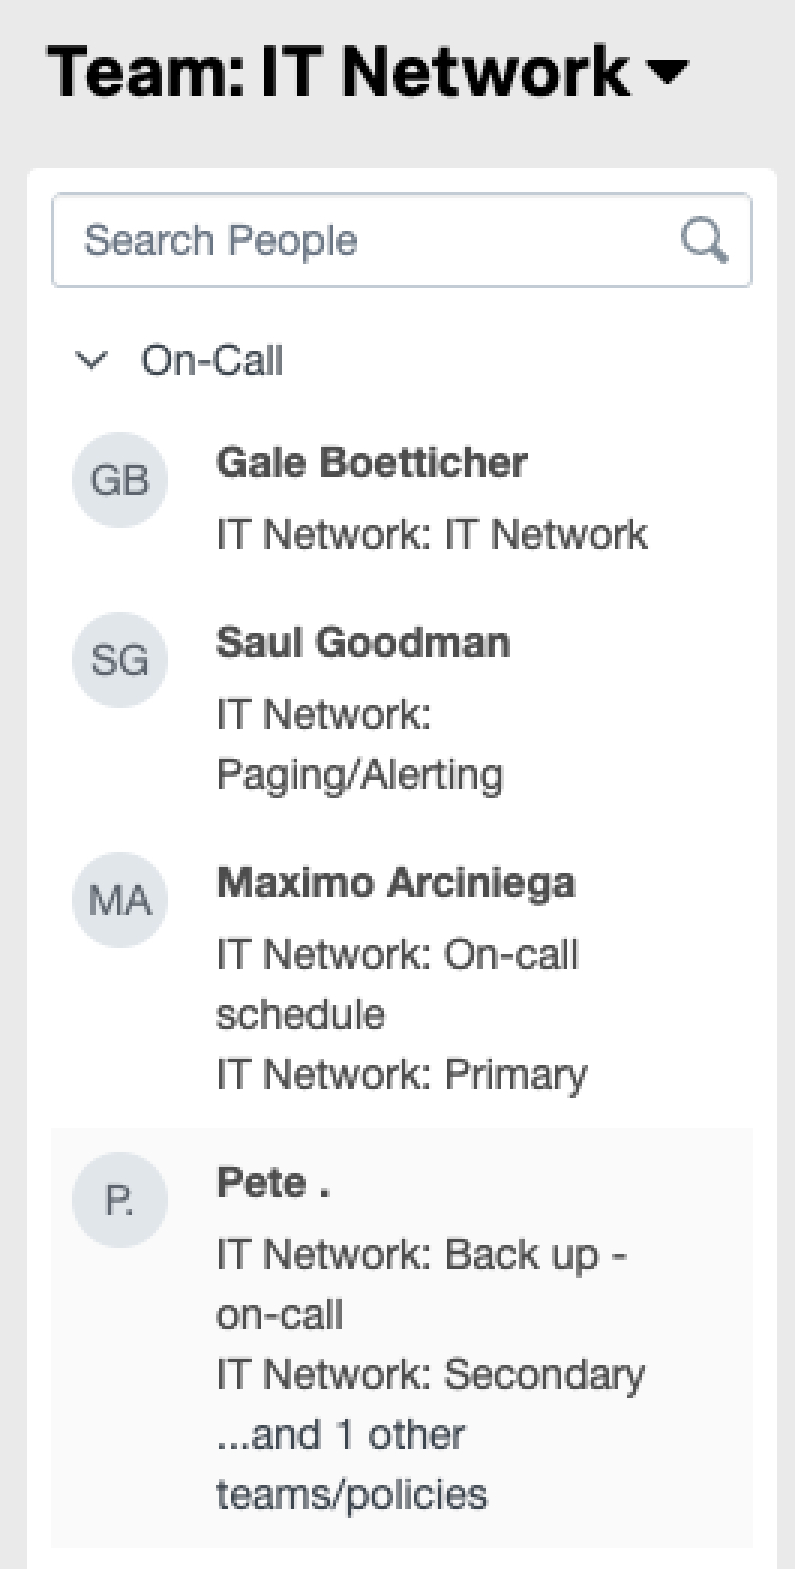 Team: IT Network
Search People
On-Call
GB
Gale Boetticher
IT Network: IT Network
SG
Saul Goodman
IT Network:
Paging/Alerting
MA
Maximo Arciniega
IT Network: On-call
schedule
IT Network: Primary
P.
Pete .
IT Network: Back up -
on-call
IT Network: Secondary
...and 1 other
teams/policies